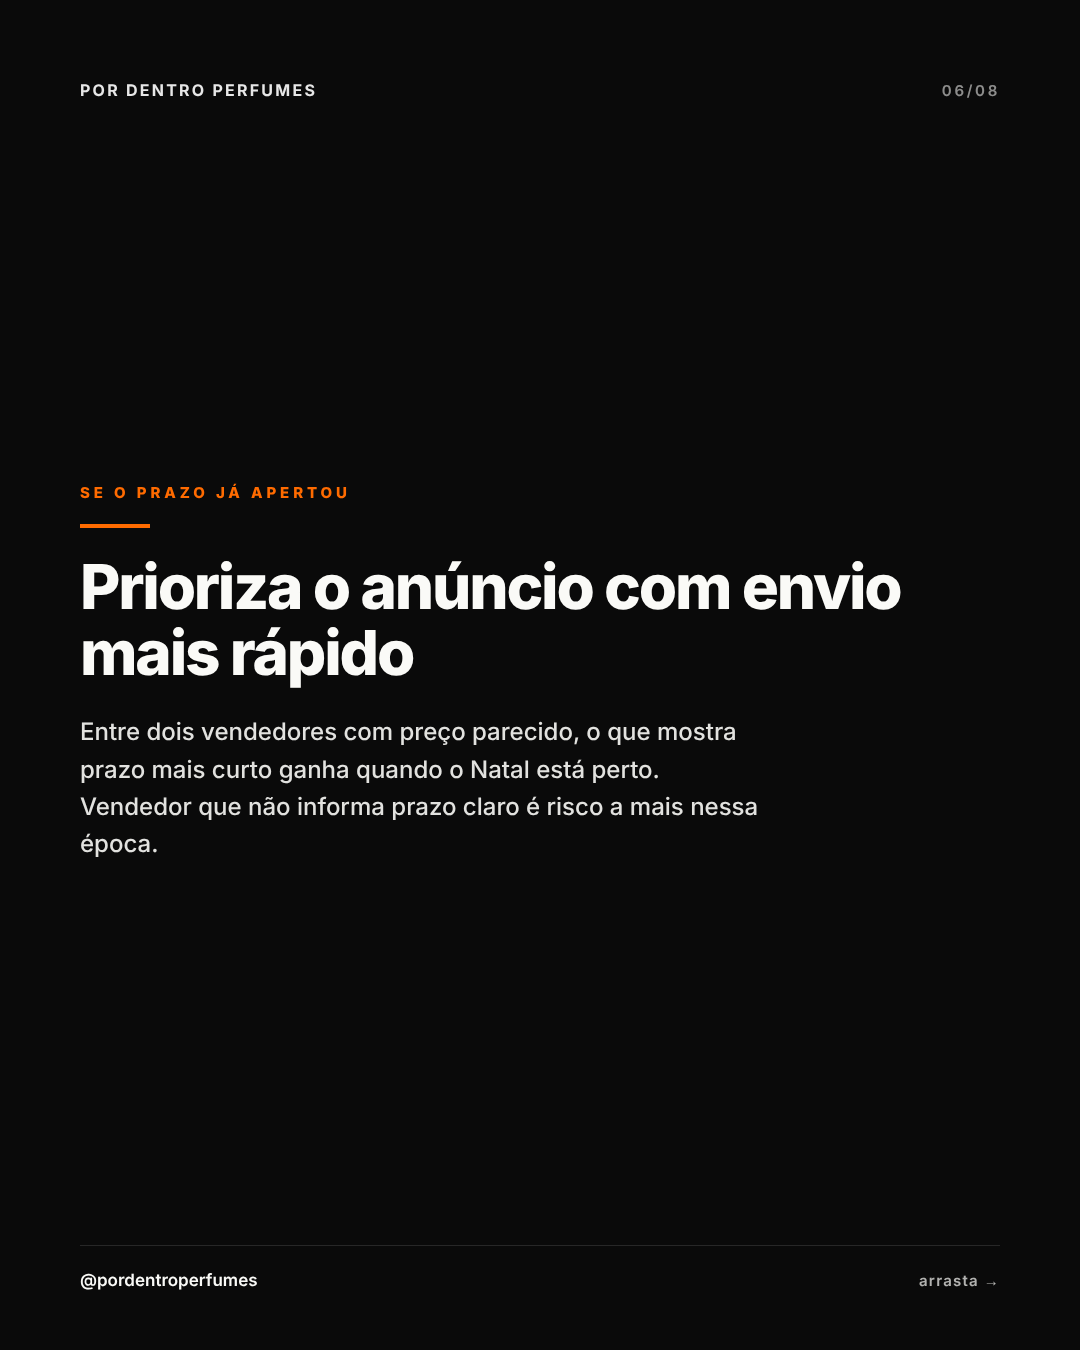 POR DENTRO PERFUMES
06/08
SE O PRAZO JÁ APERTOU
Prioriza o anúncio com envio
mais rápido
Entre dois vendedores com preço parecido, o que mostra
prazo mais curto ganha quando o Natal está perto.
Vendedor que não informa prazo claro é risco a mais nessa
época.
@pordentroperfumes
arrasta →